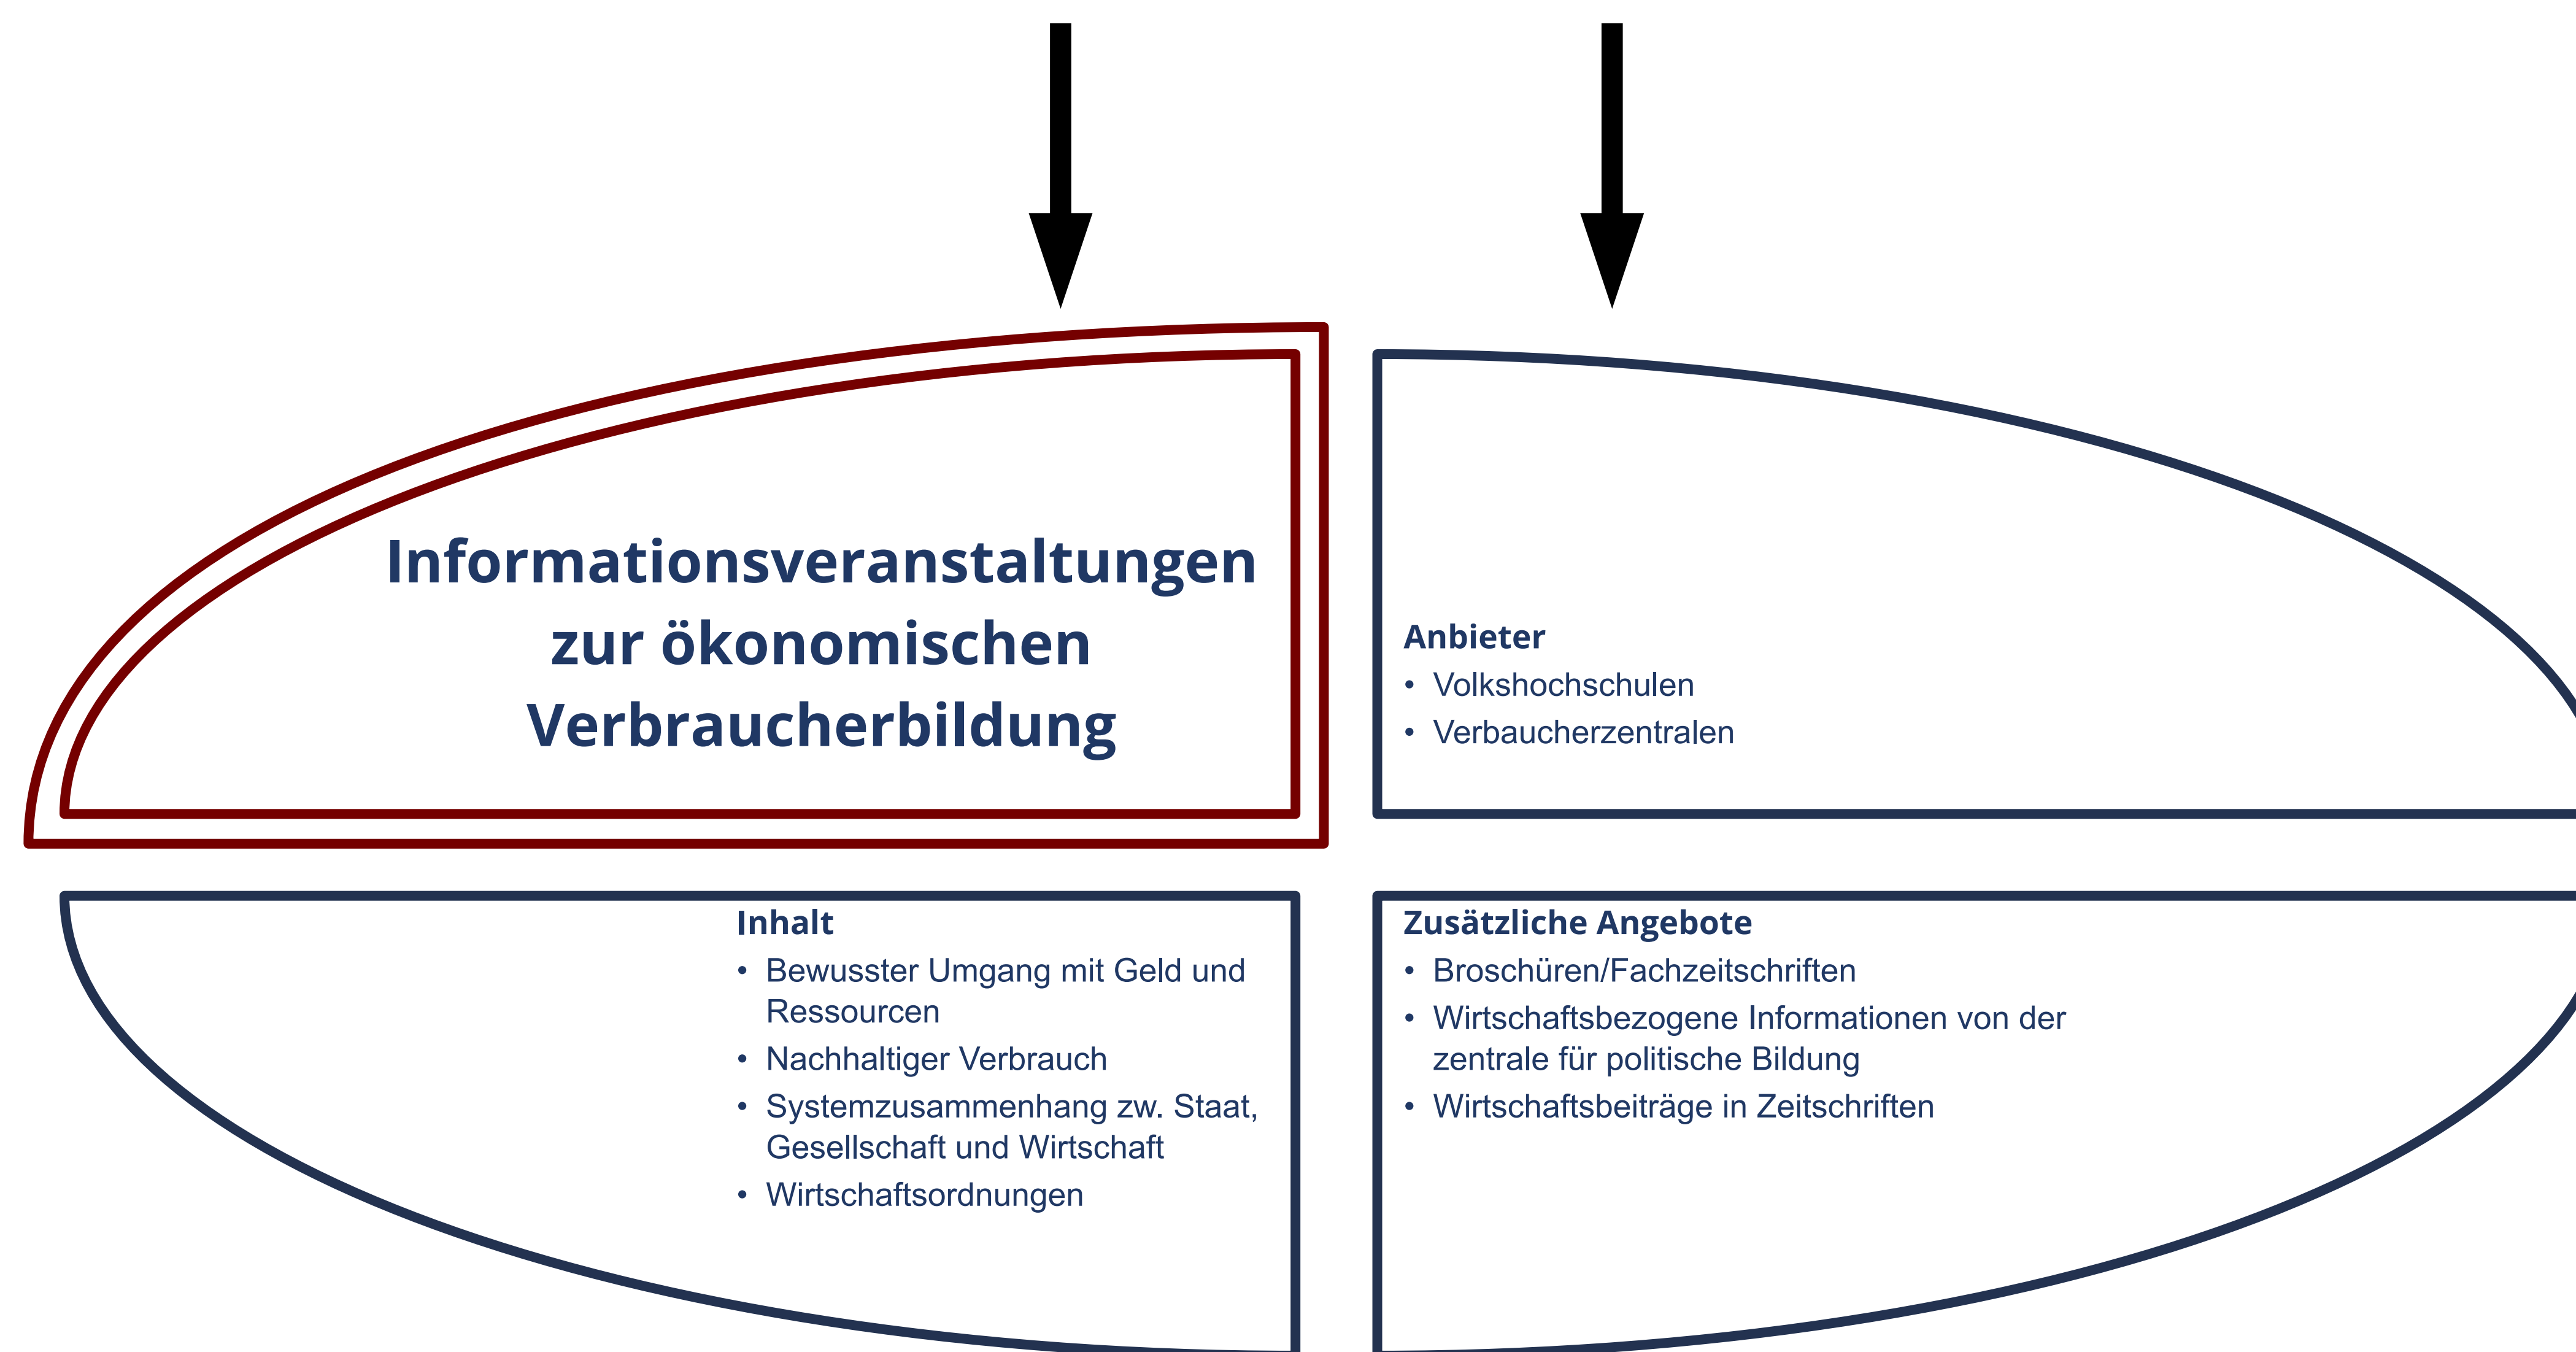 Informationsveranstaltungen
zur ökonomischen
Verbraucherbildung
Anbieter
• Volkshochschulen
• Verbaucherzentralen
Inhalt
• Bewusster Umgang mit Geld und
Ressourcen
• Nachhaltiger Verbrauch
• Systemzusammenhang zw. Staat,
Gesellschaft und Wirtschaft
• Wirtschaftsordnungen
Zusätzliche Angebote
• Broschüren/Fachzeitschriften
• Wirtschaftsbezogene Informationen von der
zentrale für politische Bildung
• Wirtschaftsbeiträge in Zeitschriften